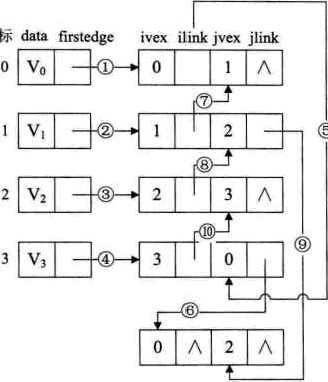 标 data firstedge ivex ilink jvex jlink
0 V₀ ① 0 1 ∧
⑦ ⑤
1 V₁ ② 1 2
⑧
2 V₂ ③ 2 3 ∧
⑩ ⑨
3 V₃ ④ 3 0
⑥
0 ∧ 2 ∧